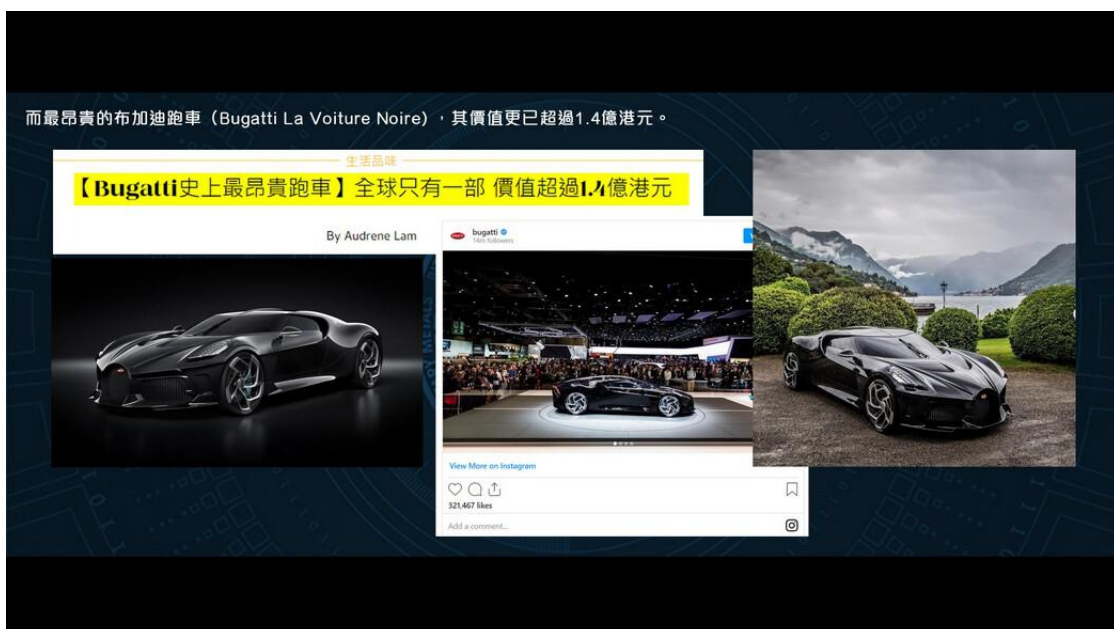 而最昂貴的布加迪跑車（Bugatti La Voiture Noire），其價值更已超過1.4億港元。
生活品味
【Bugatti史上最昂貴跑車】全球只有一部 價值超過1.4億港元
By Audrene Lam
bugatti
14m followers
View More on Instagram
321,467 likes
Add a comment...